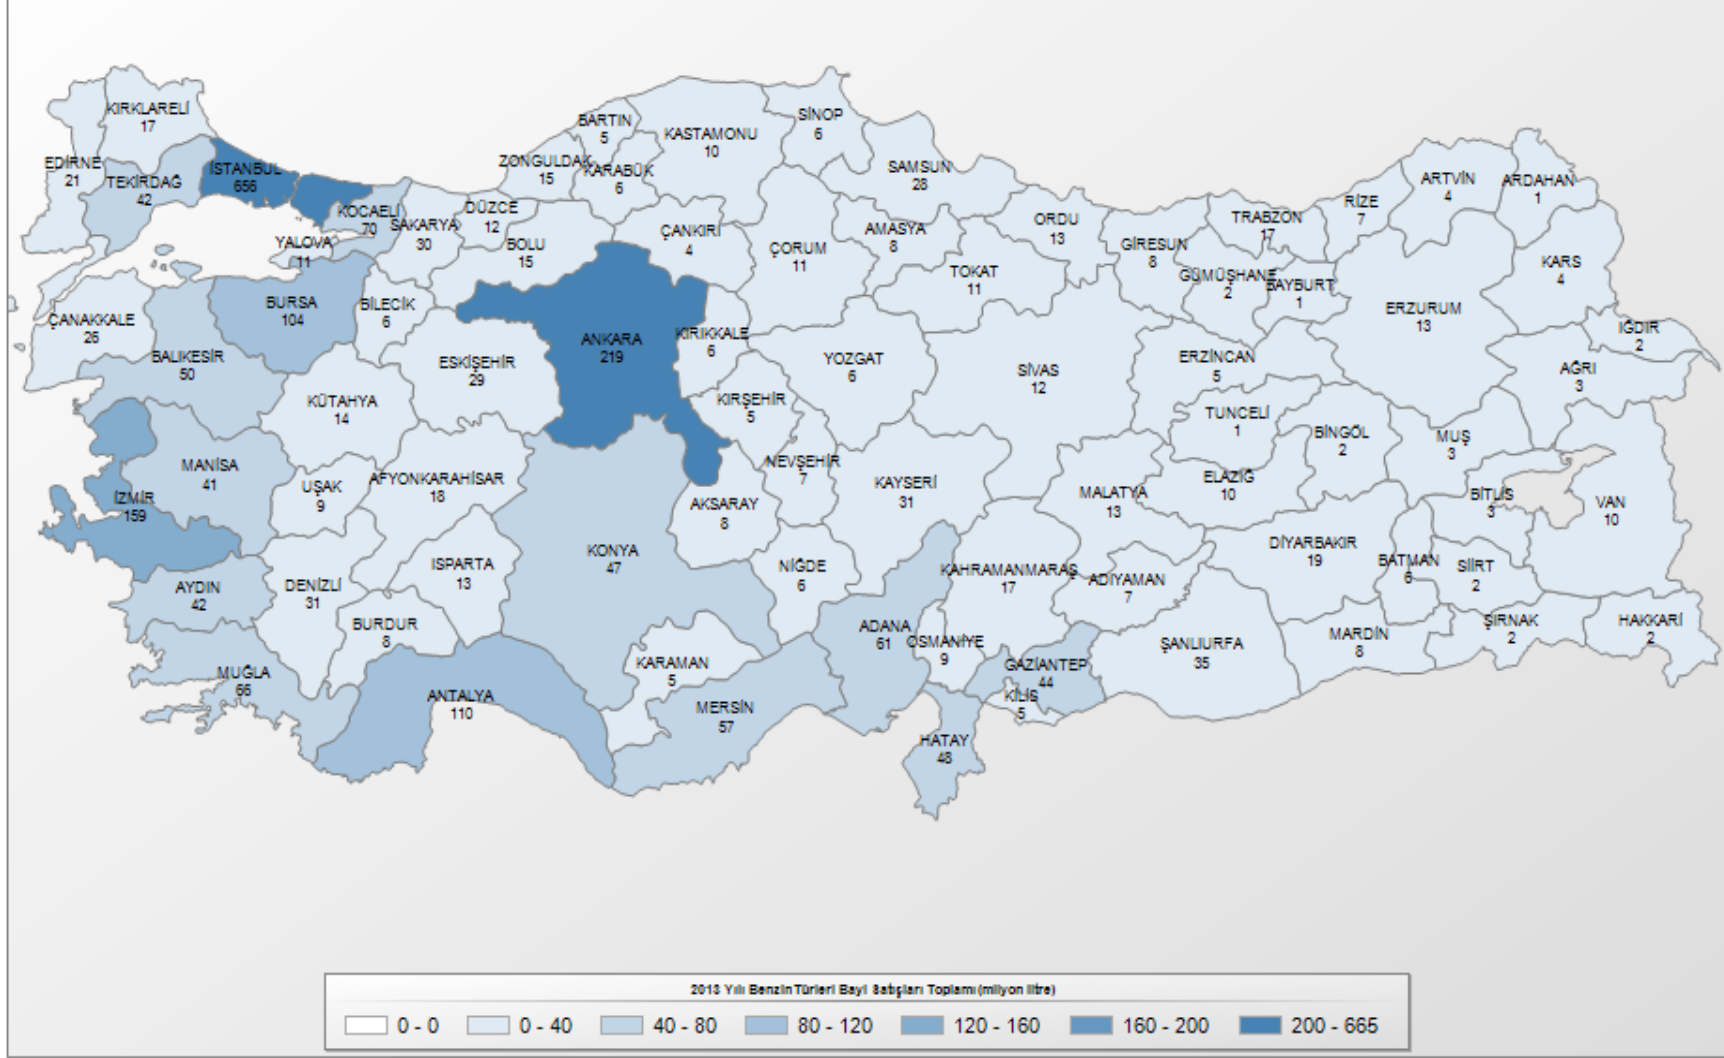 KIRKLARELİ
17
EDİRNE
21
TEKİRDAĞ
42
İSTANBUL
656
KOCAELİ
70
YALOVA
11
SAKARYA
30
DÜZCE
12
BOLU
15
ZONGULDAK
15
BARTIN
5
KARABÜK
6
KASTAMONU
10
SİNOP
6
SAMSUN
28
ÇANKIRI
4
ÇORUM
11
AMASYA
8
TOKAT
11
ORDU
13
GİRESUN
8
TRABZON
17
GÜMÜŞHANE
2
BAYBURT
1
RİZE
7
ARTVİN
4
ARDAHAN
1
KARS
4
IĞDIR
2
AĞRI
3
ERZURUM
13
ERZİNCAN
5
ÇANAKKALE
26
BALIKESİR
50
BURSA
104
BİLECİK
6
ESKİŞEHİR
29
KÜTAHYA
14
ANKARA
219
KIRIKKALE
6
KIRŞEHİR
5
YOZGAT
6
SİVAS
12
TUNCELİ
1
BİNGÖL
2
MUŞ
3
BİTLİS
3
VAN
10
MANİSA
41
İZMİR
159
UŞAK
9
AFYONKARAHİSAR
18
AKSARAY
8
NEVŞEHİR
7
KAYSERİ
31
MALATYA
13
ELAZIĞ
10
KONYA
47
NİĞDE
6
KAHRAMANMARAŞ
17
ADIYAMAN
7
DİYARBAKIR
19
BATMAN
6
SİİRT
2
ŞIRNAK
2
HAKKARİ
2
AYDIN
42
DENİZLİ
31
ISPARTA
13
BURDUR
8
MUĞLA
66
ANTALYA
110
KARAMAN
5
MERSİN
57
ADANA
61
OSMANİYE
9
GAZİANTEP
44
KİLİS
5
HATAY
48
ŞANLIURFA
35
MARDİN
8
2013 Yılı Benzin Türleri Bayi Satışları Toplamı (milyon litre)
0 - 0 0 - 40 40 - 80 80 - 120 120 - 160 160 - 200 200 - 665